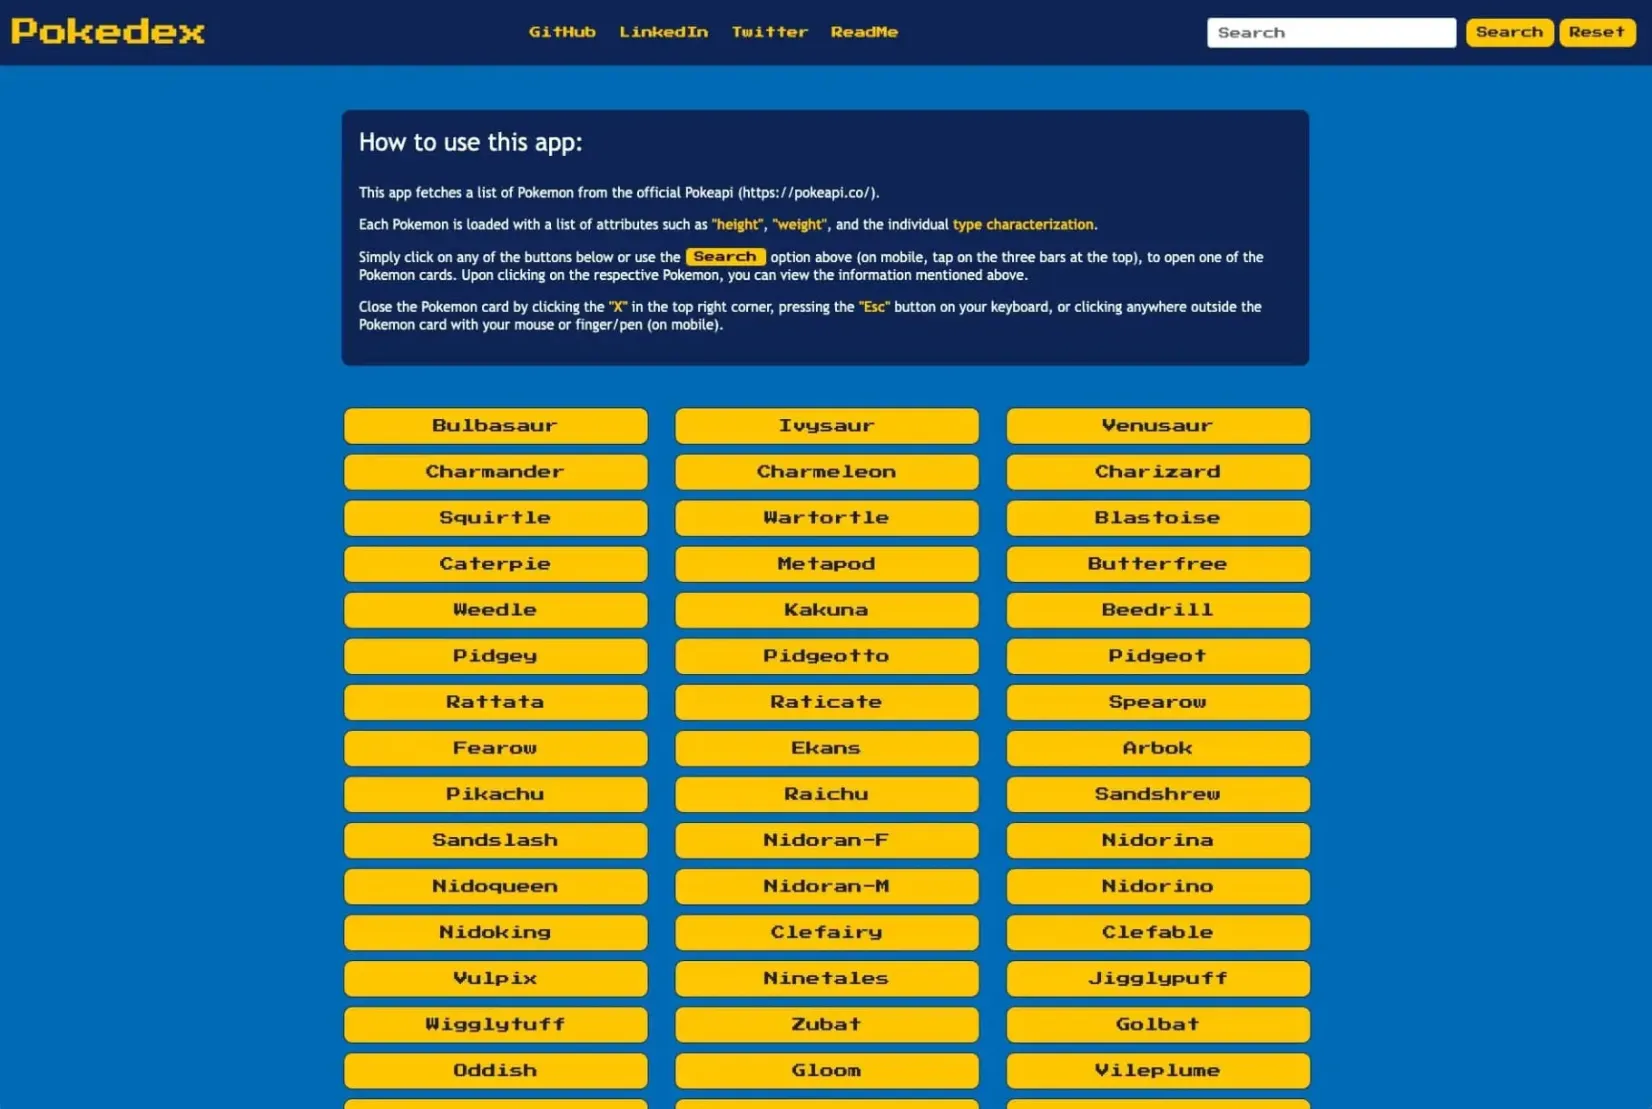 Pokedex
GitHub LinkedIn Twitter ReadMe
Search Search Reset
How to use this app:
This app fetches a list of Pokemon from the official Pokeapi (https://pokeapi.co/).
Each Pokemon is loaded with a list of attributes such as "height", "weight", and the individual type characterization.
Simply click on any of the buttons below or use the Search option above (on mobile, tap on the three bars at the top), to open one of the
Pokemon cards. Upon clicking on the respective Pokemon, you can view the information mentioned above.
Close the Pokemon card by clicking the "X" in the top right corner, pressing the "Esc" button on your keyboard, or clicking anywhere outside the
Pokemon card with your mouse or finger/pen (on mobile).
Bulbasaur Ivysaur Venusaur
Charmander Charmeleon Charizard
Squirtle Wartortle Blastoise
Caterpie Metapod Butterfree
Weedle Kakuna Beedrill
Pidgey Pidgeotto Pidgeot
Rattata Raticate Spearow
Fearow Ekans Arbok
Pikachu Raichu Sandshrew
Sandslash Nidoran-F Nidorina
Nidoqueen Nidoran-M Nidorino
Nidoking Clefairy Clefable
Vulpix Ninetales Jigglypuff
Wigglytuff Zubat Golbat
Oddish Gloom Vileplume